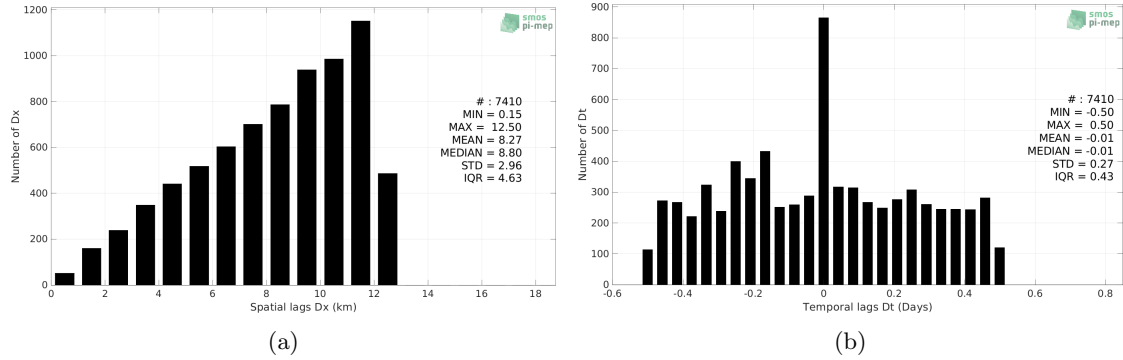 1200
1000
800
600
400
200
0
Number of Dx
smos
pi-mep
# : 7410
MIN = 0.15
MAX = 12.50
MEAN = 8.27
MEDIAN = 8.80
STD = 2.96
IQR = 4.63
0 2 4 6 8 10 12 14 16 18
Spatial lags Dx (km)
(a)
900
800
700
600
500
400
300
200
100
0
Number of Dt
smos
pi-mep
# : 7410
MIN = -0.50
MAX = 0.50
MEAN = -0.01
MEDIAN = -0.01
STD = 0.27
IQR = 0.43
-0.6 -0.4 -0.2 0 0.2 0.4 0.6 0.8
Temporal lags Dt (Days)
(b)